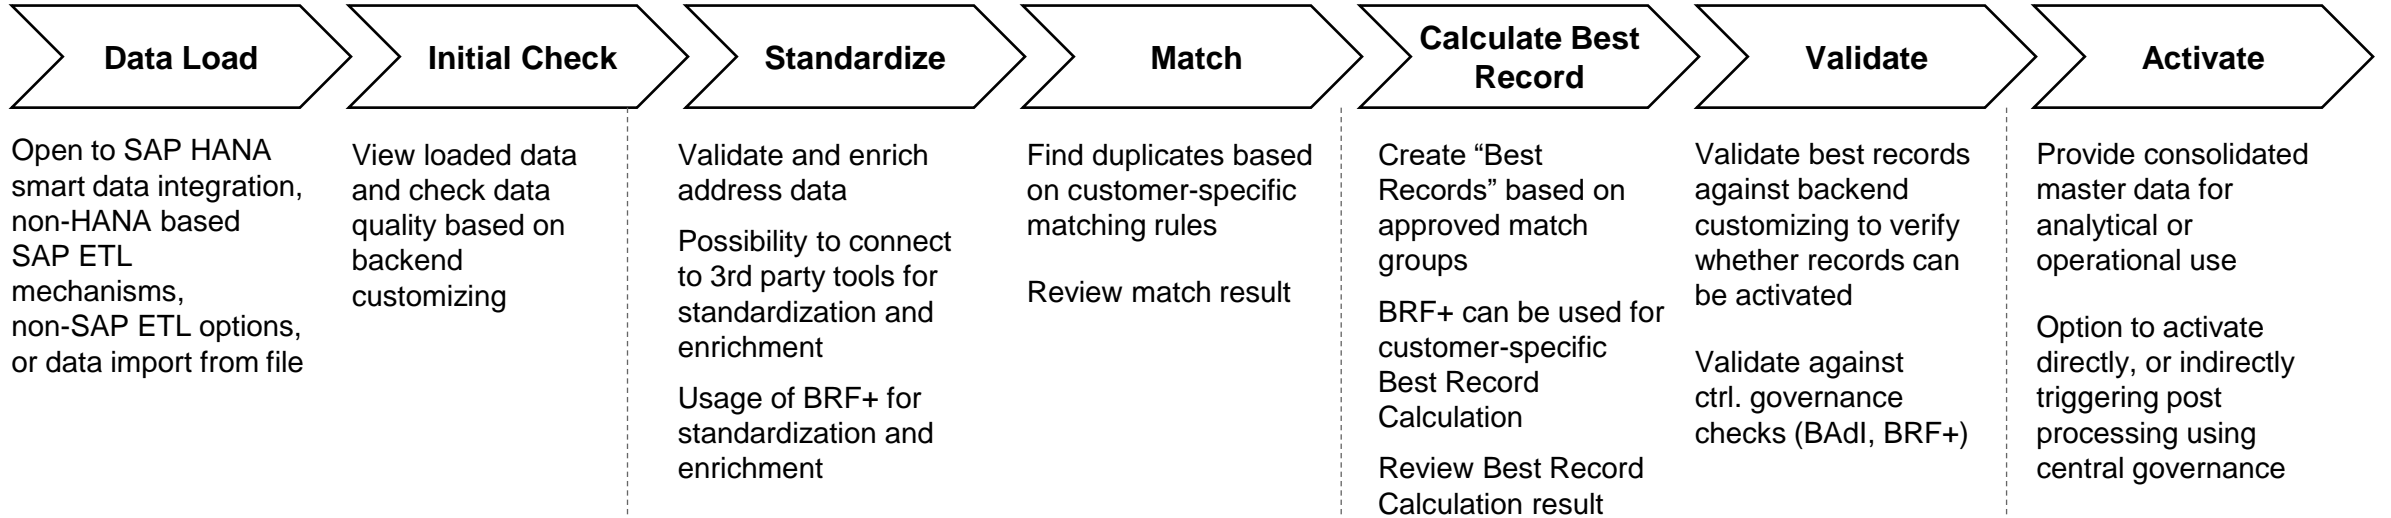 Data Load
Initial Check
Standardize
Match
Calculate Best
Record
Validate
Activate
Open to SAP HANA
smart data integration,
non-HANA based
SAP ETL
mechanisms,
non-SAP ETL options,
or data import from file
View loaded data
and check data
quality based on
backend
customizing
Validate and enrich
address data
Possibility to connect
to 3rd party tools for
standardization and
enrichment
Usage of BRF+ for
standardization and
enrichment
Find duplicates based
on customer-specific
matching rules
Review match result
Create “Best
Records” based on
approved match
groups
BRF+ can be used for
customer-specific
Best Record
Calculation
Review Best Record
Calculation result
Validate best records
against backend
customizing to verify
whether records can
be activated
Validate against
ctrl. governance
checks (BAdI, BRF+)
Provide consolidated
master data for
analytical or
operational use
Option to activate
directly, or indirectly
triggering post
processing using
central governance